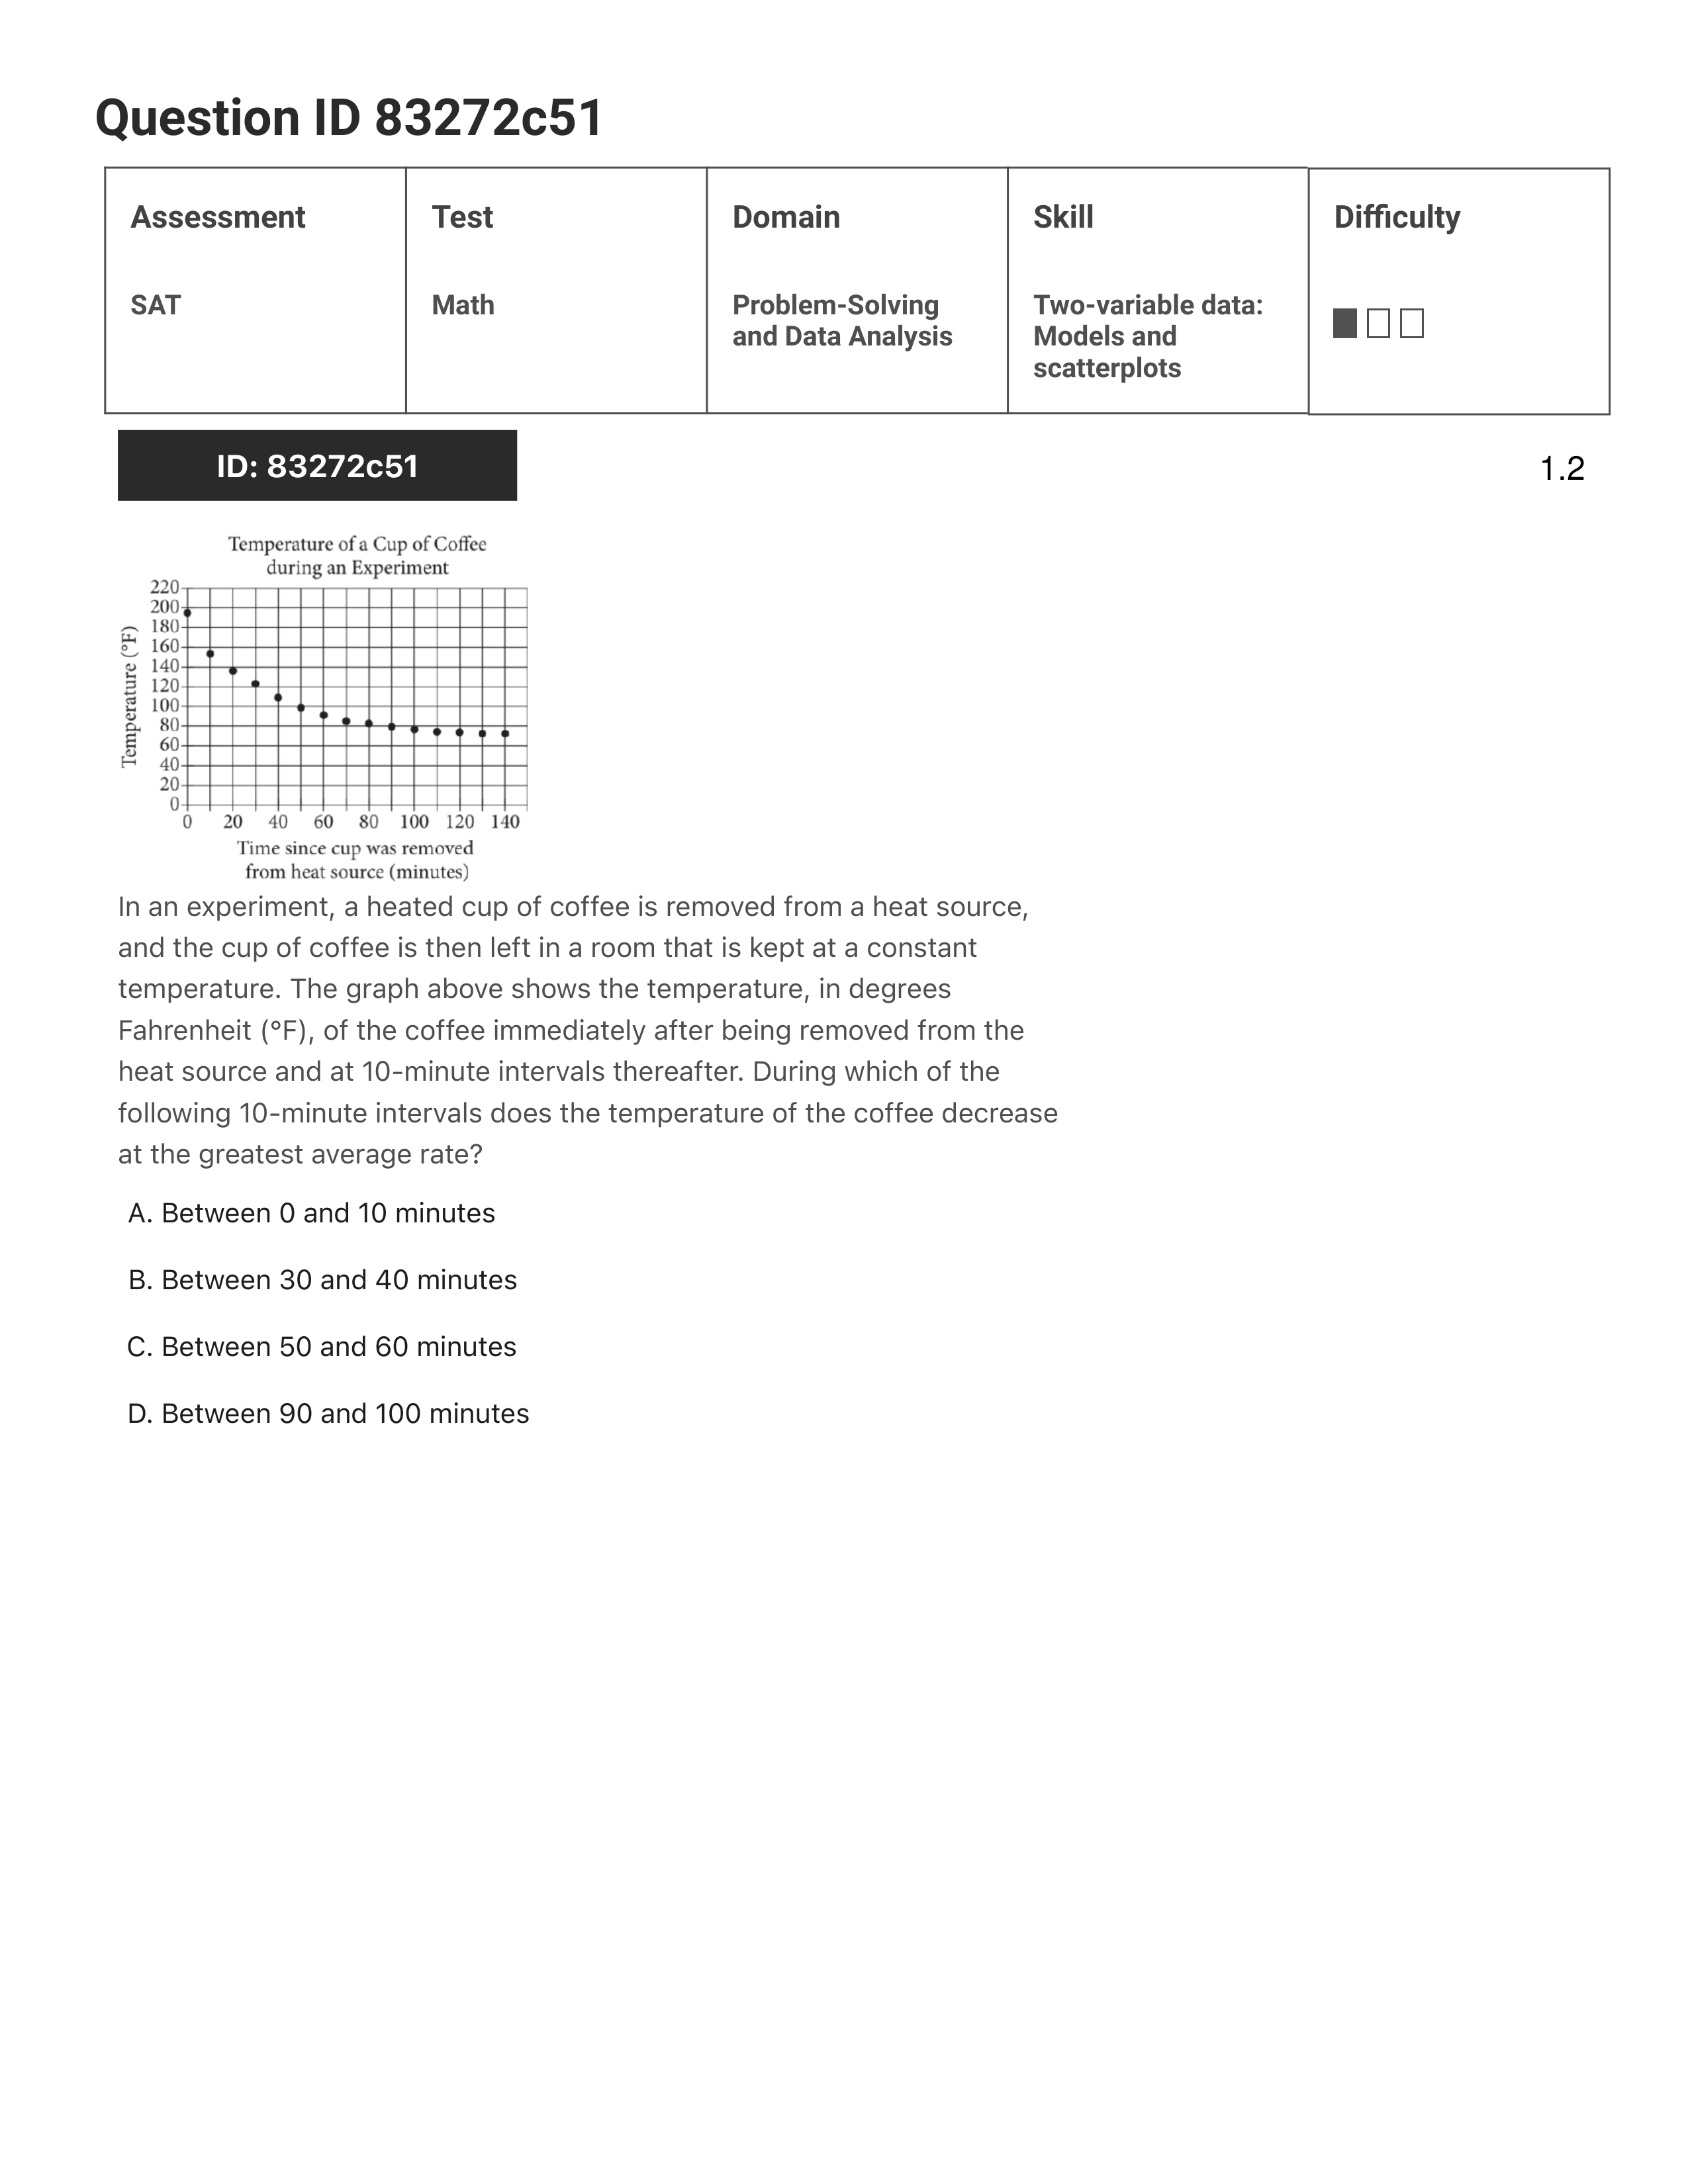 Question ID 83272c51
Assessment Test Domain Skill Difficulty
SAT Math Problem-Solving and Data Analysis Two-variable data: Models and scatterplots
ID: 83272c51
1.2
Temperature of a Cup of Coffee
during an Experiment
Temperature (°F)
220
200
180
160
140
120
100
80
60
40
20
0
0 20 40 60 80 100 120 140
Time since cup was removed
from heat source (minutes)
In an experiment, a heated cup of coffee is removed from a heat source,
and the cup of coffee is then left in a room that is kept at a constant
temperature. The graph above shows the temperature, in degrees
Fahrenheit (°F), of the coffee immediately after being removed from the
heat source and at 10-minute intervals thereafter. During which of the
following 10-minute intervals does the temperature of the coffee decrease
at the greatest average rate?
A. Between 0 and 10 minutes
B. Between 30 and 40 minutes
C. Between 50 and 60 minutes
D. Between 90 and 100 minutes